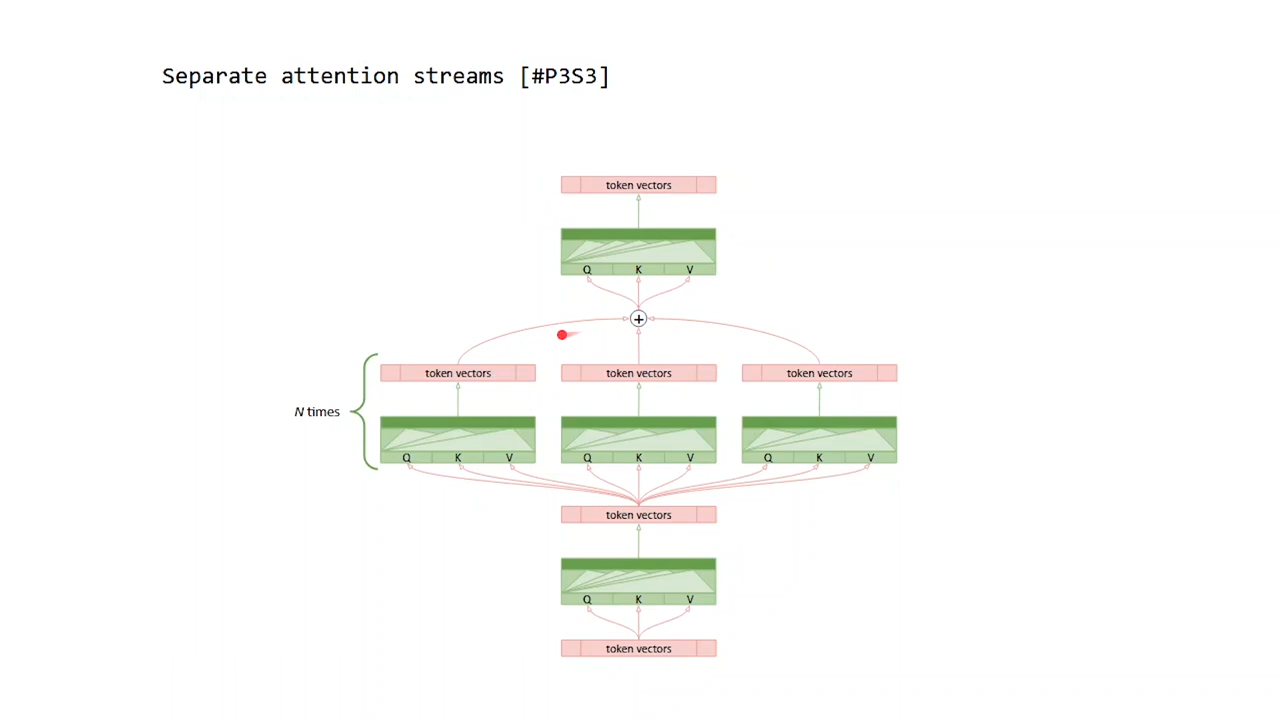 Separate attention streams [#P3S3]
token vectors
Q K V
+
token vectors token vectors token vectors
N times
Q K V Q K V Q K V
token vectors
Q K V
token vectors